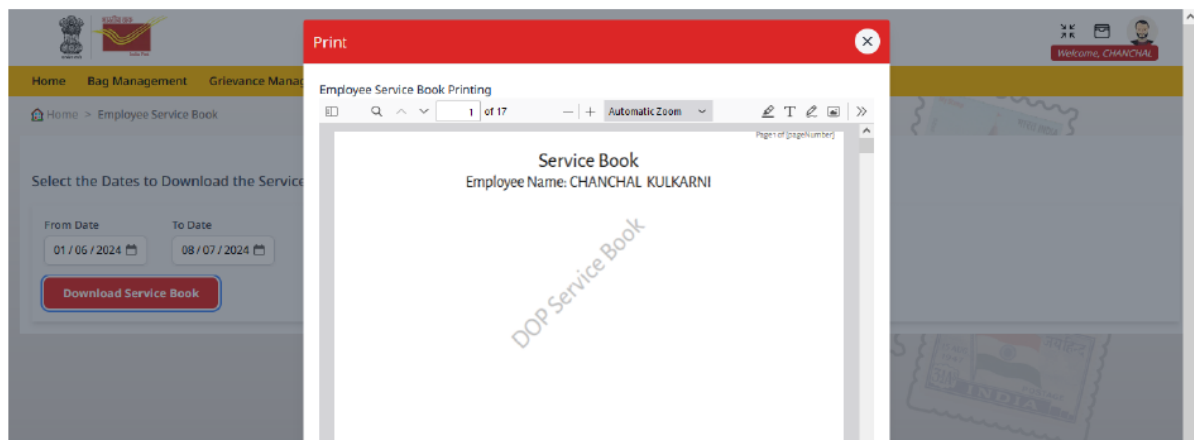 Print
Welcome, CHANCHAL
Home Bag Management Grievance Manag
Home > Employee Service Book
Select the Dates to Download the Service
From Date To Date
01 / 06 / 2024 08 / 07 / 2024
Download Service Book
Employee Service Book Printing
1 of 17 Automatic Zoom
Page1 of [pageNumber]
Service Book
Employee Name: CHANCHAL KULKARNI
DOP Service Book
INDIA